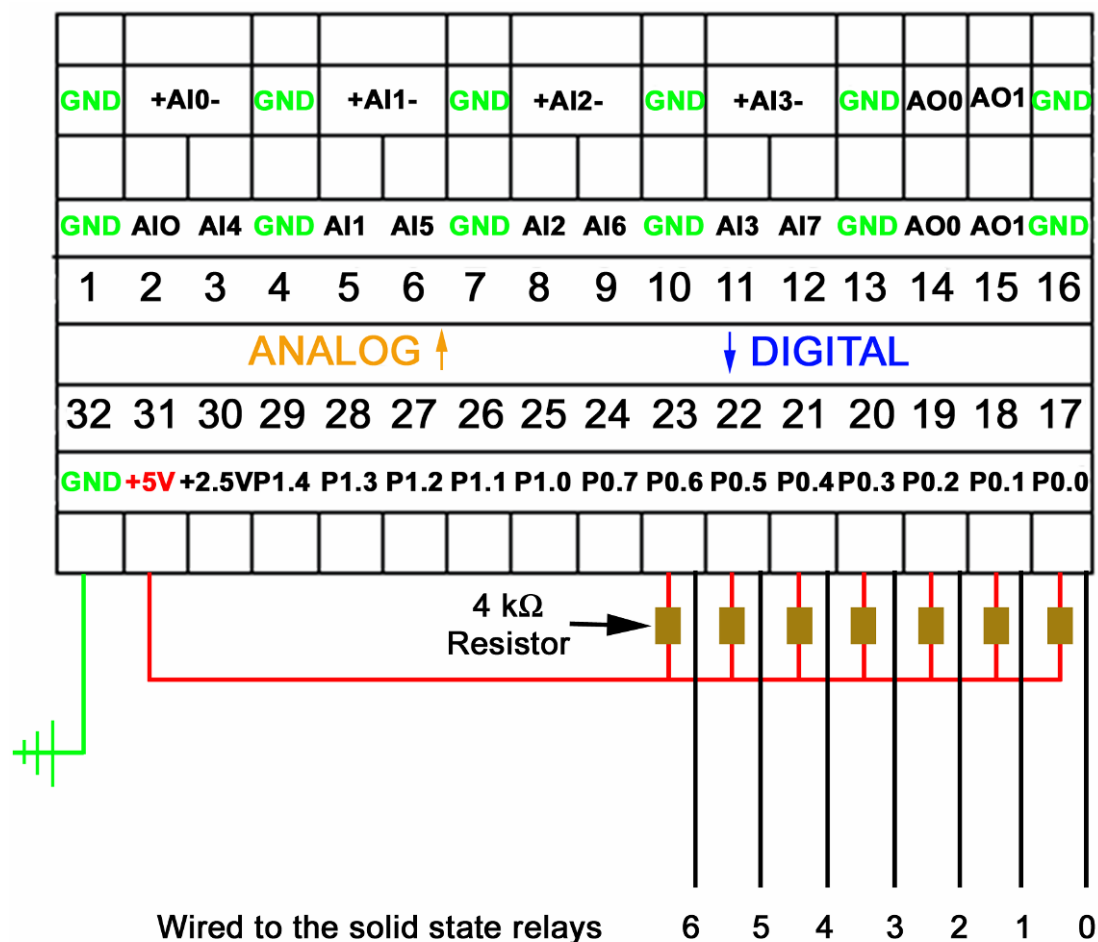 GND +AI0- GND +AI1- GND +AI2- GND +AI3- GND AO0 AO1 GND
GND AIO AI4 GND AI1 AI5 GND AI2 AI6 GND AI3 AI7 GND AO0 AO1 GND
1 2 3 4 5 6 7 8 9 10 11 12 13 14 15 16
ANALOG DIGITAL
32 31 30 29 28 27 26 25 24 23 22 21 20 19 18 17
GND +5V +2.5V P1.4 P1.3 P1.2 P1.1 P1.0 P0.7 P0.6 P0.5 P0.4 P0.3 P0.2 P0.1 P0.0
4 kΩ
Resistor
Wired to the solid state relays 6 5 4 3 2 1 0